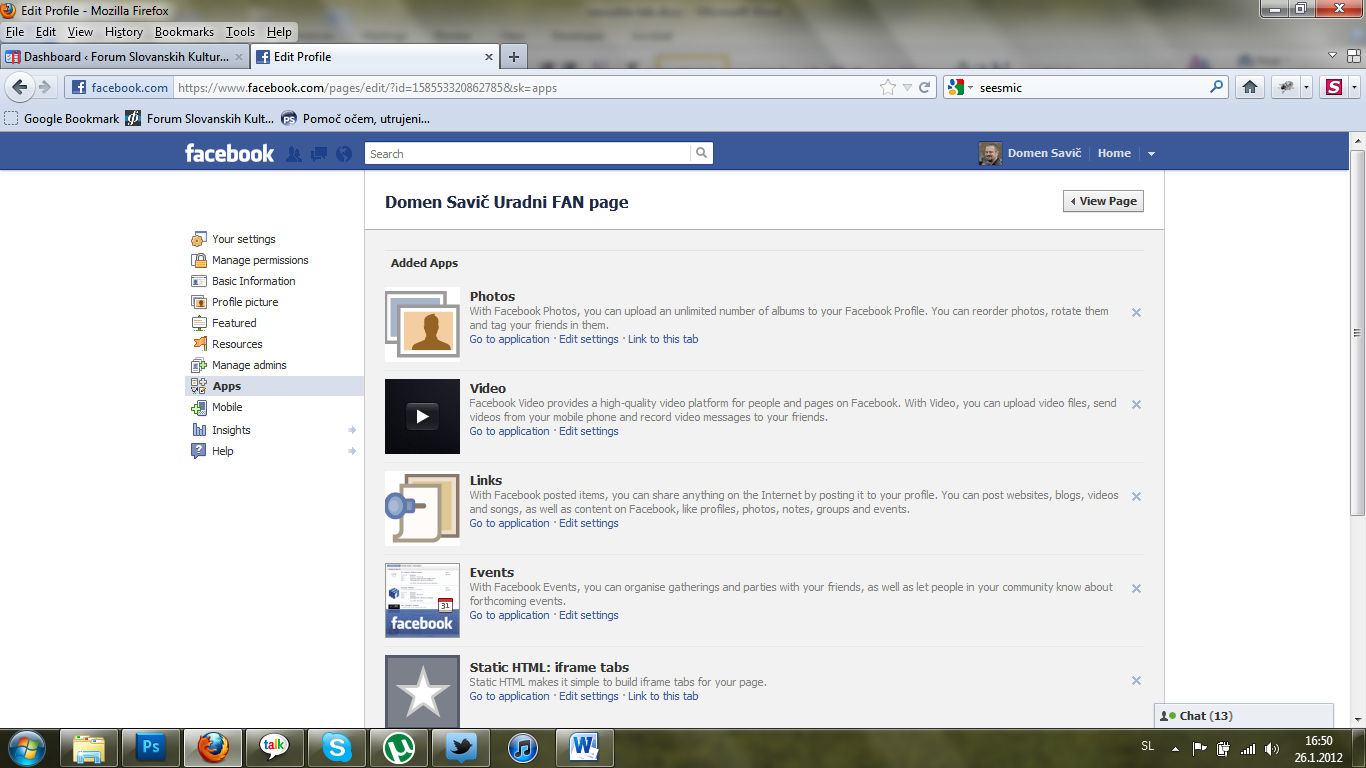 Edit Profile - Mozilla Firefox
File Edit View History Bookmarks Tools Help
Dashboard ‹ Forum Slovanskih Kultur...
Edit Profile
facebook.com https://www.facebook.com/pages/edit/?id=158553320862785&sk=apps
seesmic
Google Bookmark Forum Slovanskih Kult... Pomoč očem, utrujeni...
facebook
Search
Domen Savič Home
Domen Savič Uradni FAN page
View Page
Your settings
Manage permissions
Basic Information
Profile picture
Featured
Resources
Manage admins
Apps
Mobile
Insights
Help
Added Apps
Photos
With Facebook Photos, you can upload an unlimited number of albums to your Facebook Profile. You can reorder photos, rotate them
and tag your friends in them.
Go to application · Edit settings · Link to this tab
Video
Facebook Video provides a high-quality video platform for people and pages on Facebook. With Video, you can upload video files, send
videos from your mobile phone and record video messages to your friends.
Go to application · Edit settings
Links
With Facebook posted items, you can share anything on the Internet by posting it to your profile. You can post websites, blogs, videos
and songs, as well as content on Facebook, like profiles, photos, notes, groups and events.
Go to application · Edit settings
31
facebook
Events
With Facebook Events, you can organise gatherings and parties with your friends, as well as let people in your community know about
forthcoming events.
Go to application · Edit settings
Static HTML: iframe tabs
Static HTML makes it simple to build iframe tabs for your page.
Go to application · Edit settings · Link to this tab
Chat (13)
Ps
talk
SL
16:50
26.1.2012